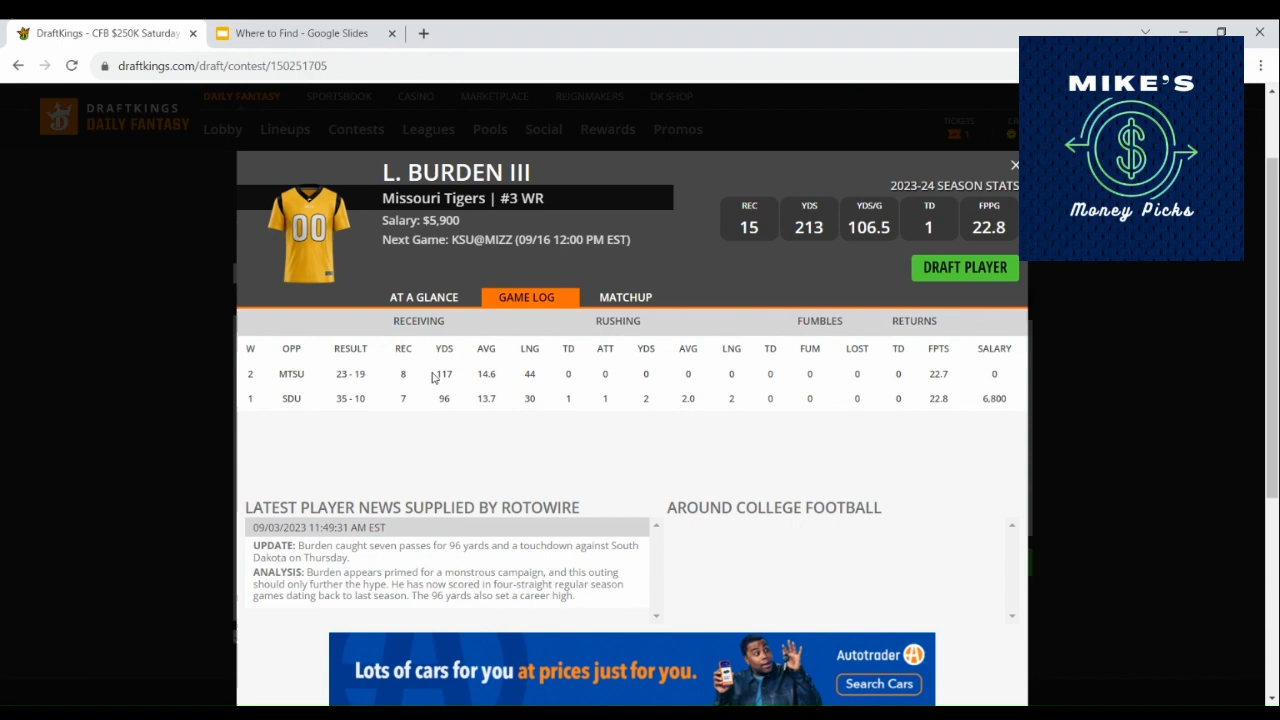 DraftKings - CFB $250K Saturday
Where to Find - Google Slides
draftkings.com/draft/contest/150251705
DRAFTKINGS
DAILY FANTASY
DAILY FANTASY SPORTSBOOK CASINO MARKETPLACE REIGNMAKERS DK SHOP
Lobby Lineups Contests Leagues Pools Social Rewards Promos
TICKETS
1
MIKE'S
$
Money Picks
00
L. BURDEN III
Missouri Tigers | #3 WR
Salary: $5,900
Next Game: KSU@MIZZ (09/16 12:00 PM EST)
2023-24 SEASON STATS
REC YDS YDS/G TD FPPG
15 213 106.5 1 22.8
DRAFT PLAYER
AT A GLANCE GAME LOG MATCHUP
RECEIVING RUSHING FUMBLES RETURNS
W OPP RESULT REC YDS AVG LNG TD ATT YDS AVG LNG TD FUM LOST TD FPTS SALARY
2 MTSU 23 - 19 8 117 14.6 44 0 0 0 0 0 0 0 0 0 22.7 0
1 SDU 35 - 10 7 96 13.7 30 1 1 2 2.0 2 0 0 0 0 22.8 6,800
LATEST PLAYER NEWS SUPPLIED BY ROTOWIRE
AROUND COLLEGE FOOTBALL
09/03/2023 11:49:31 AM EST
UPDATE: Burden caught seven passes for 96 yards and a touchdown against South
Dakota on Thursday.
ANALYSIS: Burden appears primed for a monstrous campaign, and this outing
should only further the hype. He has now scored in four-straight regular season
games dating back to last season. The 96 yards also set a career high.
Lots of cars for you at prices just for you.
Autotrader
Search Cars